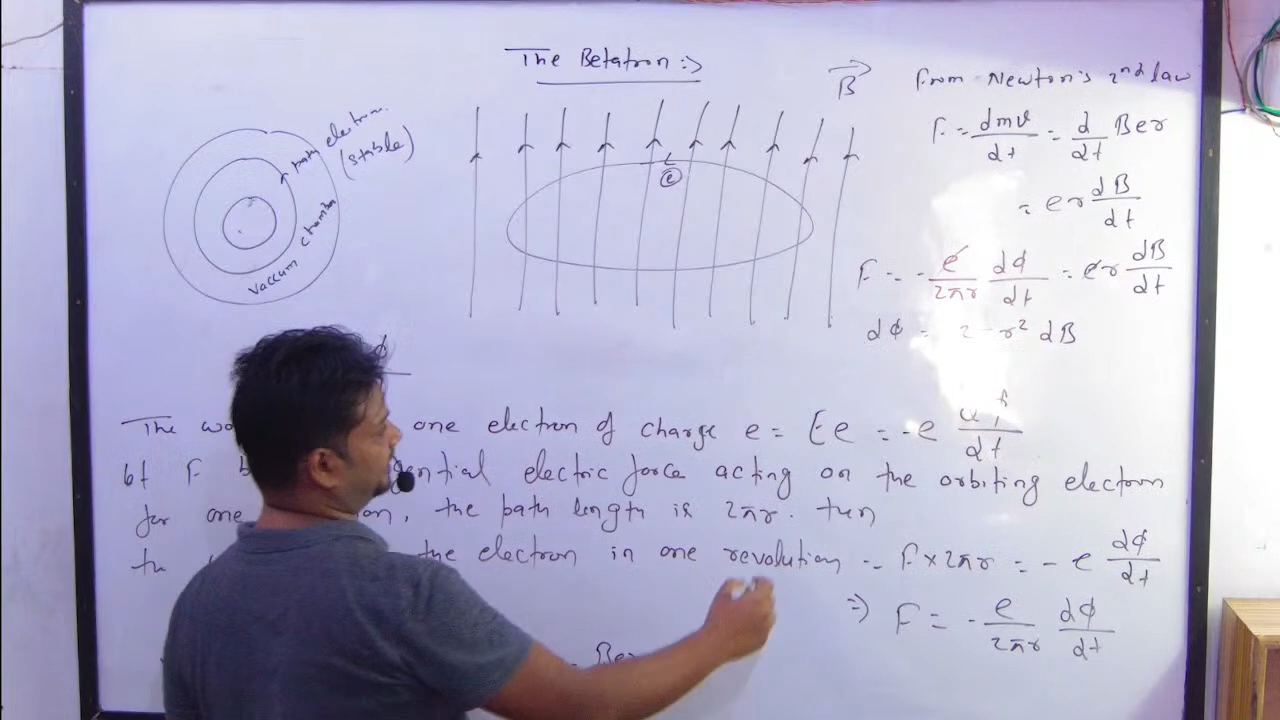 The Betatron :->
B
path electron
(stable)
vaccum chamber
e
From Newton's 2nd law
F = dmv/dt = d/dt Ber
= er dB/dt
F = - e/2πr dϕ/dt = er dB/dt
dϕ = 2 r² dB
ϕ
The one electron of charge e = Ee = -e d/dt
let F electric force acting on the orbiting electron
for one the path length is 2πr. then
the electron in one revolution = F×2πr = - e dϕ/dt
=> F = - e/2πr dϕ/dt
= Ber